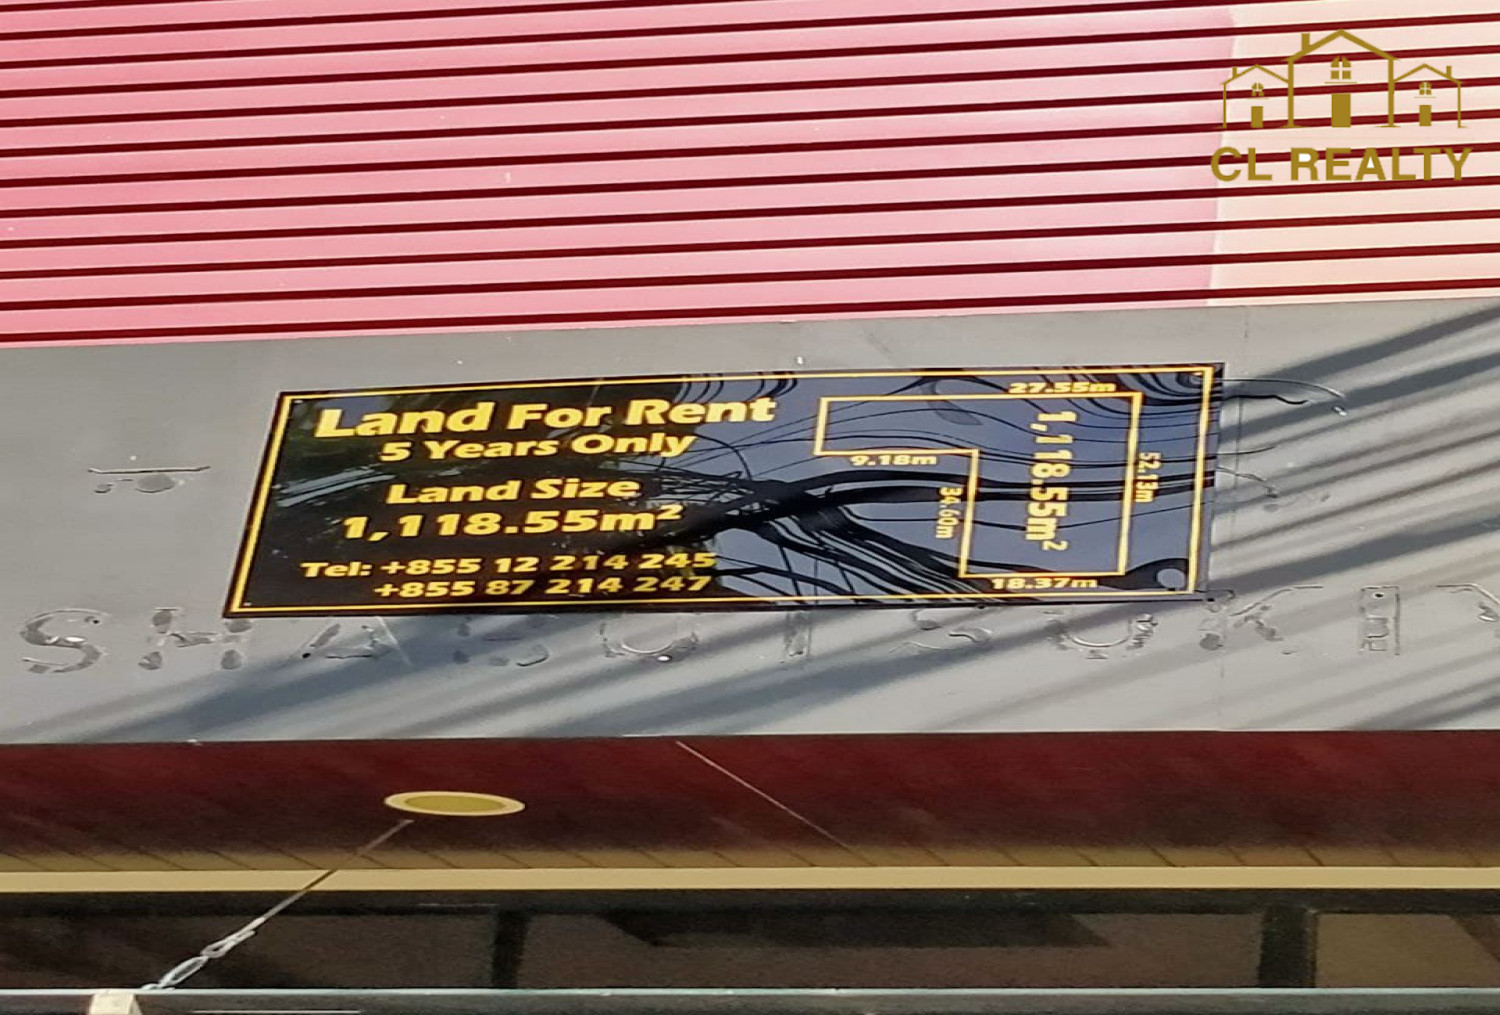 CL REALTY
Land For Rent
5 Years Only
Land Size
1,118.55m²
Tel: +855 12 214 245
+855 87 214 247
27.55m
9.18m
34.60m
1,118.55m²
52.13m
18.37m